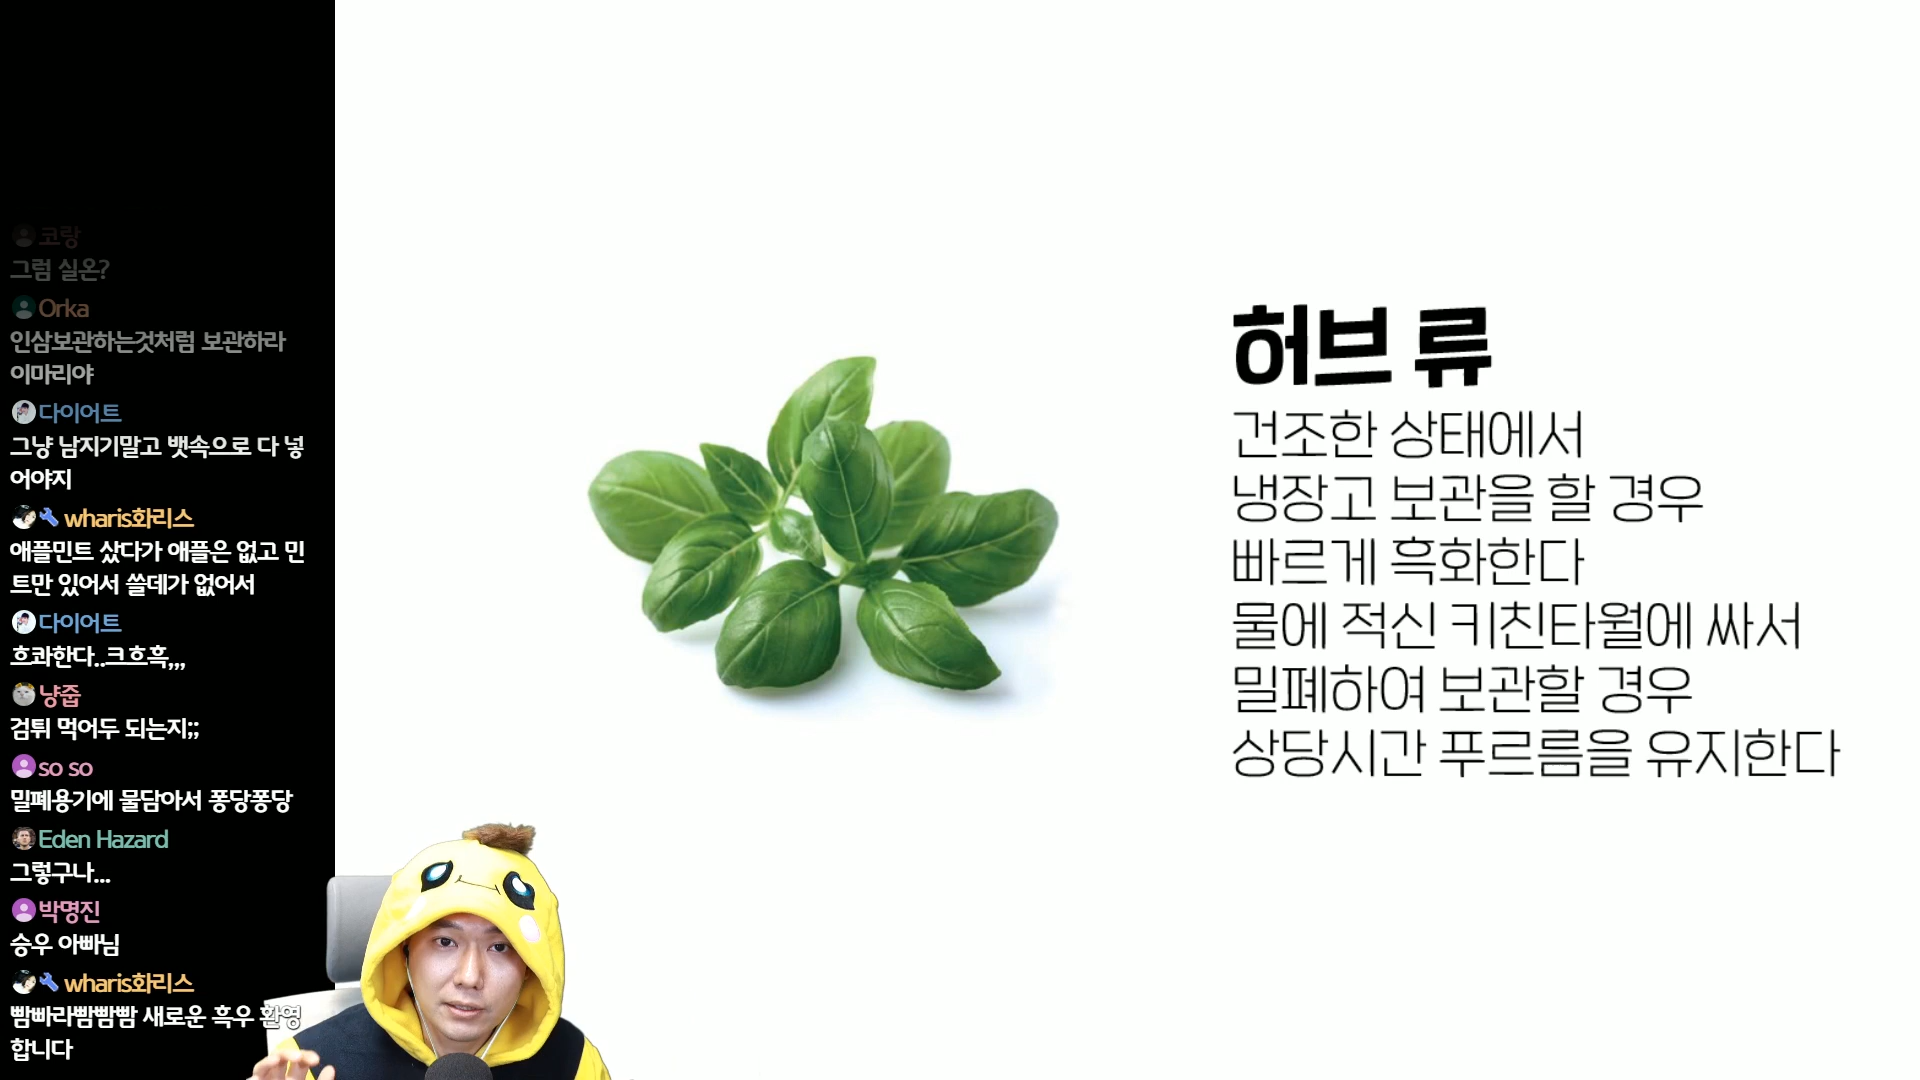 코랑
그럼 실온?
Orka
인삼보관하는것처럼 보관하라
이마리야
다이어트
그냥 남지기말고 뱃속으로 다 넣
어야지
wharis화리스
애플민트 샀다가 애플은 없고 민
트만 있어서 쓸데가 없어서
다이어트
흐콰한다..크흐흑,,,
냥줍
검튀 먹어두 되는지;;
so so
밀폐용기에 물담아서 퐁당퐁당
Eden Hazard
그렇구나...
박명진
승우 아빠님
wharis화리스
빰빠라빰빰빰 새로운 흑우 환영
합니다
허브 류
건조한 상태에서
냉장고 보관을 할 경우
빠르게 흑화한다
물에 적신 키친타월에 싸서
밀폐하여 보관할 경우
상당시간 푸르름을 유지한다